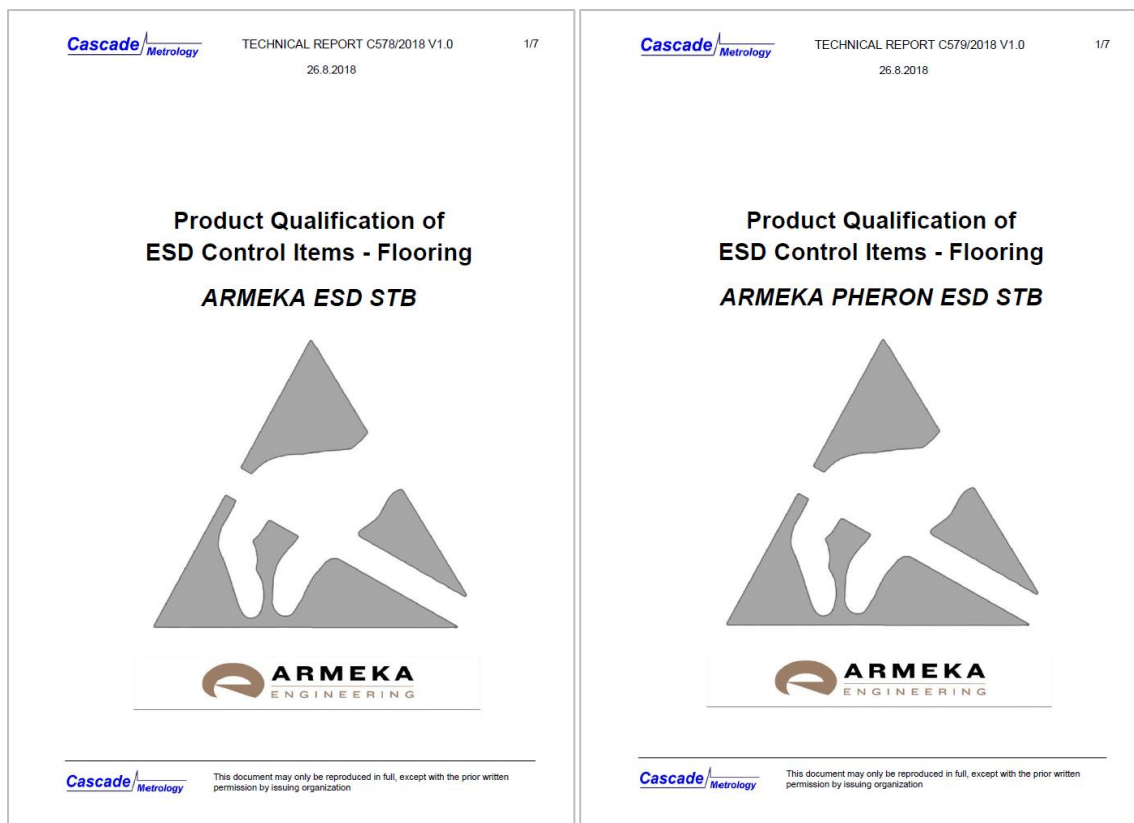 Cascade Metrology
TECHNICAL REPORT C578/2018 V1.0
1/7
26.8.2018
Product Qualification of
ESD Control Items - Flooring
ARMEKA ESD STB
ARMEKA
ENGINEERING
Cascade Metrology
This document may only be reproduced in full, except with the prior written
permission by issuing organization
Cascade Metrology
TECHNICAL REPORT C579/2018 V1.0
1/7
26.8.2018
Product Qualification of
ESD Control Items - Flooring
ARMEKA PHERON ESD STB
ARMEKA
ENGINEERING
Cascade Metrology
This document may only be reproduced in full, except with the prior written
permission by issuing organization